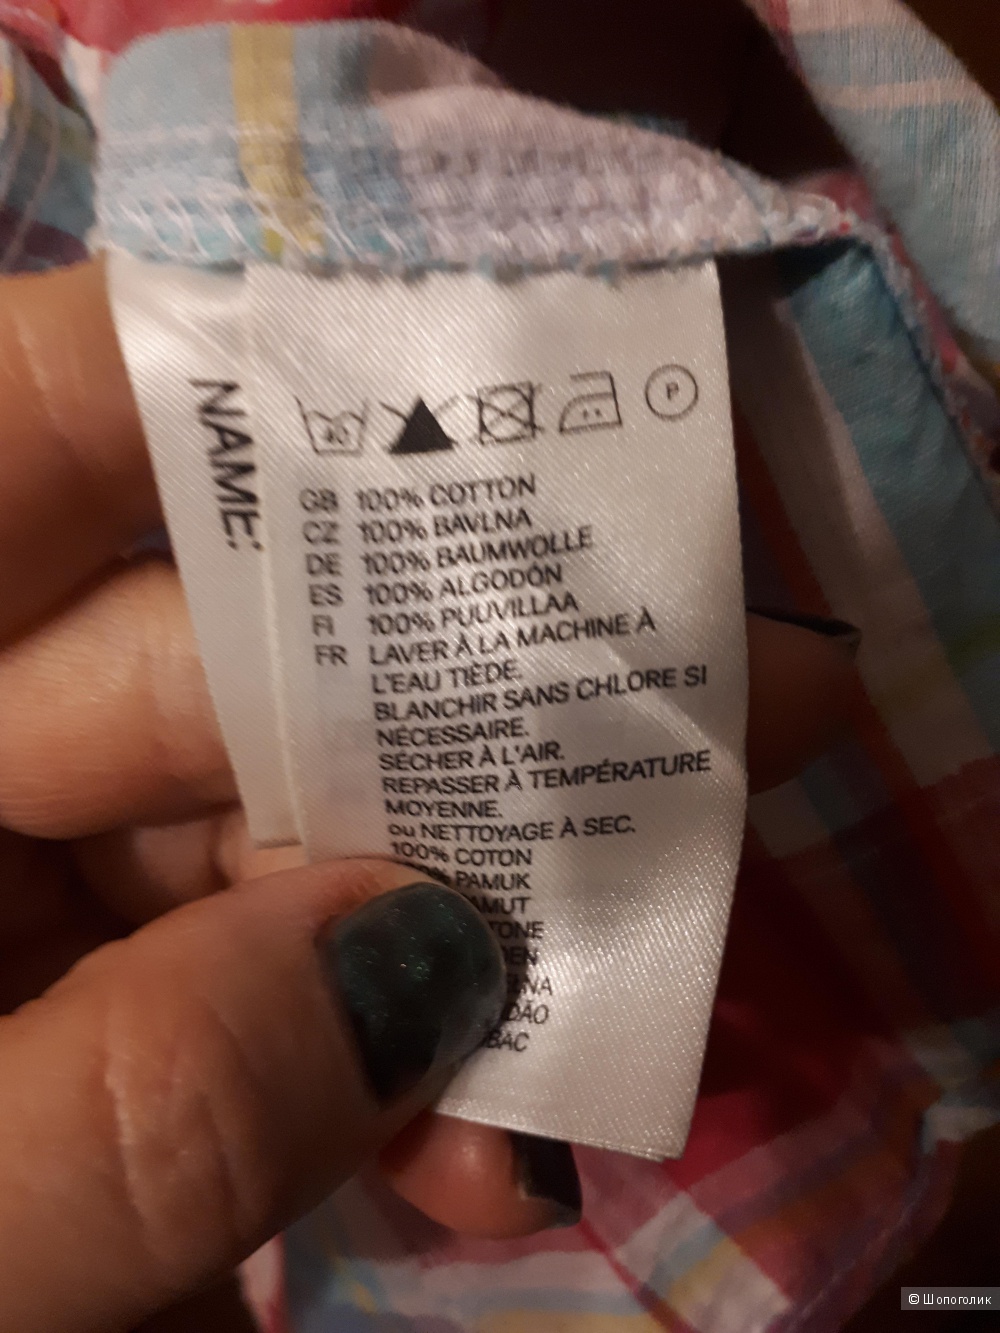 NAME:
40
P
GB 100% COTTON
CZ 100% BAVLNA
DE 100% BAUMWOLLE
ES 100% ALGODÓN
FI 100% PUUVILLAA
FR LAVER À LA MACHINE À
L'EAU TIÈDE.
BLANCHIR SANS CHLORE SI
NÉCESSAIRE.
SÉCHER À L'AIR.
REPASSER À TEMPÉRATURE
MOYENNE.
ou NETTOYAGE À SEC.
100% COTON
% PAMUK
© Шопоголик